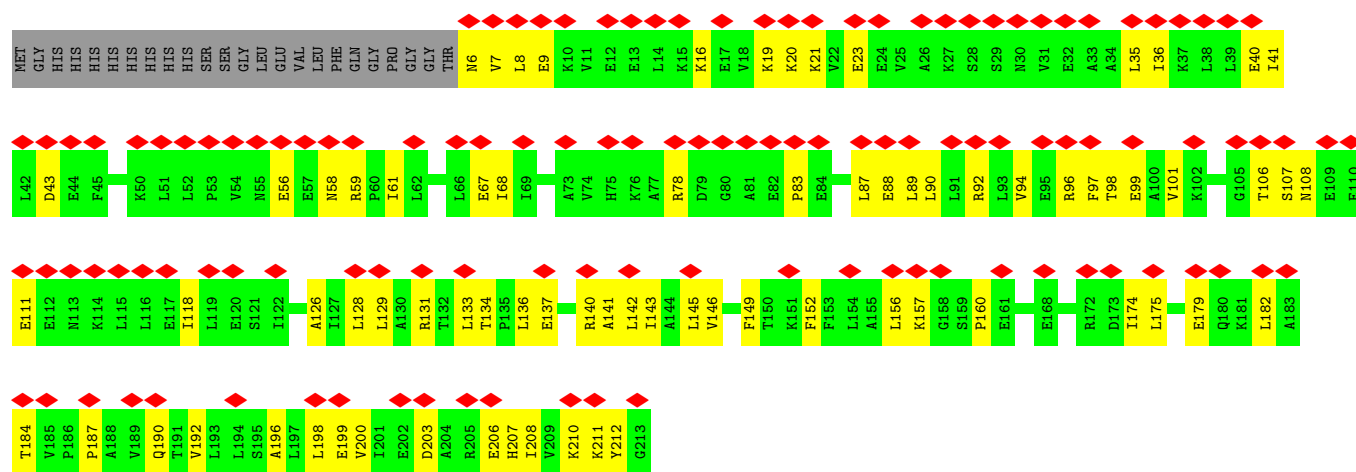 MET GLY HIS HIS HIS HIS HIS HIS HIS HIS SER SER GLY LEU GLU VAL LEU PHE GLN GLY PRO GLY GLY THR N6 V7 L8 E9 K10 V11 E12 E13 L14 K15 K16 E17 V18 K19 K20 K21 V22 E23 E24 V25 A26 K27 S28 S29 N30 V31 E32 A33 A34 L35 I36 K37 L38 L39 E40 I41
L42 D43 E44 F45 K50 L51 L52 P53 V54 N55 E56 E57 N58 R59 P60 I61 L62 L66 E67 I68 I69 A73 V74 H75 K76 A77 R78 D79 G80 A81 E82 P83 E84 L87 E88 L89 L90 L91 R92 L93 V94 E95 R96 F97 T98 E99 A100 V101 K102 G105 T106 S107 N108 E109 E110
E111 E112 N113 K114 L115 L116 E117 I118 L119 E120 S121 I122 A126 I127 L128 L129 A130 R131 T132 L133 T134 P135 L136 E137 R140 A141 L142 I143 A144 L145 V146 F149 T150 K151 F152 F153 L154 A155 L156 K157 G158 S159 P160 E161 E168 R172 D173 I174 L175 E179 Q180 K181 L182 A183
T184 V185 P186 P187 A188 V189 Q190 T191 V192 L193 L194 S195 A196 L197 L198 E199 V200 I201 E202 D203 A204 R205 E206 H207 I208 V209 K210 K211 Y212 G213